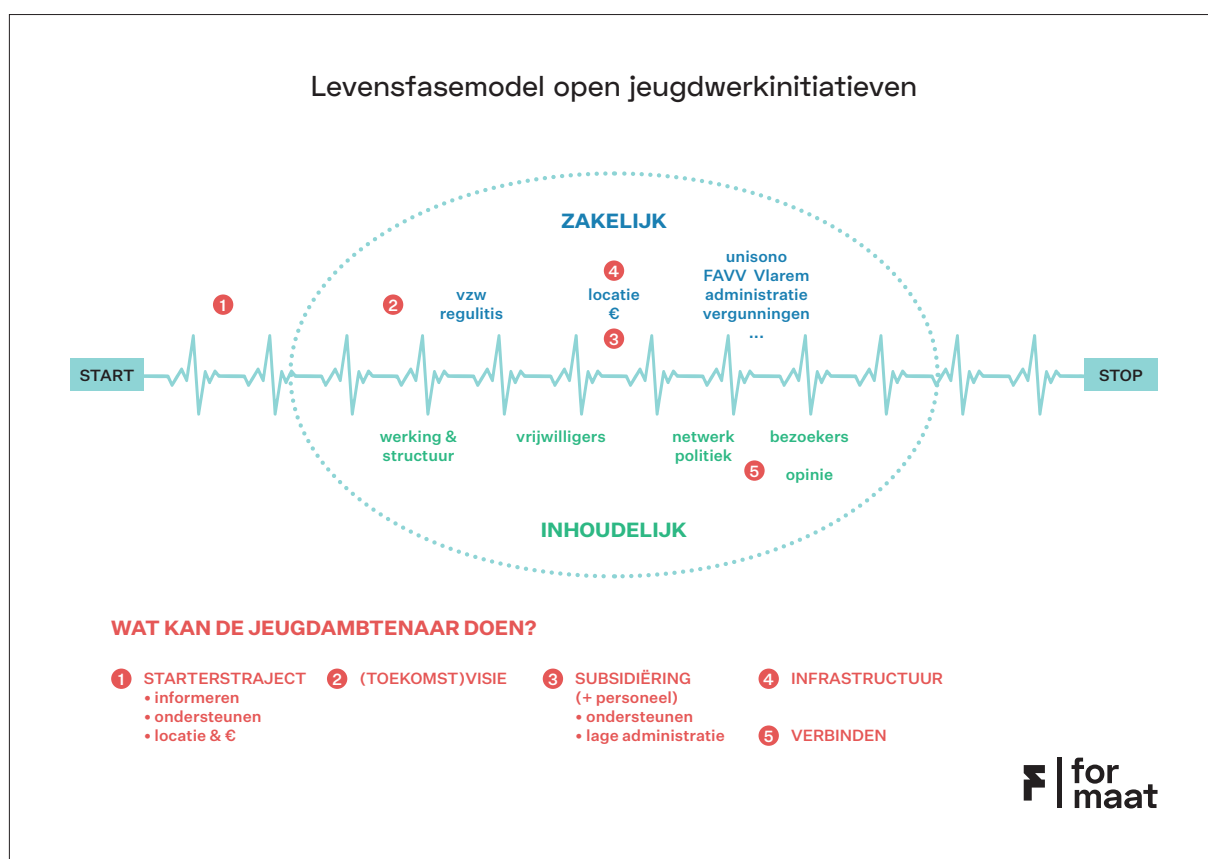 Levensfasemodel open jeugdwerkinitiatieven
ZAKELIJK
1
2
vzw
regulitis
4
locatie
€
3
unisono
FAVV Vlarem
administratie
vergunningen
...
START
STOP
werking &
structuur
vrijwilligers
netwerk
politiek
5
bezoekers
opinie
INHOUDELIJK
WAT KAN DE JEUGDAMBTENAAR DOEN?
1 STARTERSTRAJECT
• informeren
• ondersteunen
• locatie & €
2 (TOEKOMST)VISIE
3 SUBSIDIËRING
(+ personeel)
• ondersteunen
• lage administratie
4 INFRASTRUCTUUR
5 VERBINDEN
F
for
maat